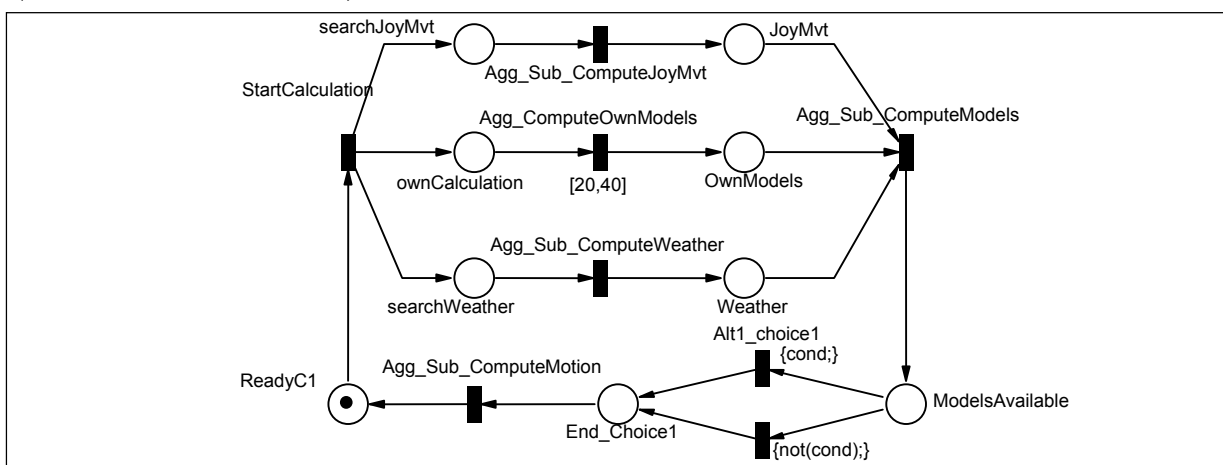 searchJoyMvt
JoyMvt
Agg_Sub_ComputeJoyMvt
StartCalculation
Agg_ComputeOwnModels
Agg_Sub_ComputeModels
ownCalculation
[20,40]
OwnModels
Agg_Sub_ComputeWeather
searchWeather
Weather
Alt1_choice1
{cond;}
Agg_Sub_ComputeMotion
ReadyC1
ModelsAvailable
End_Choice1
{not(cond);}